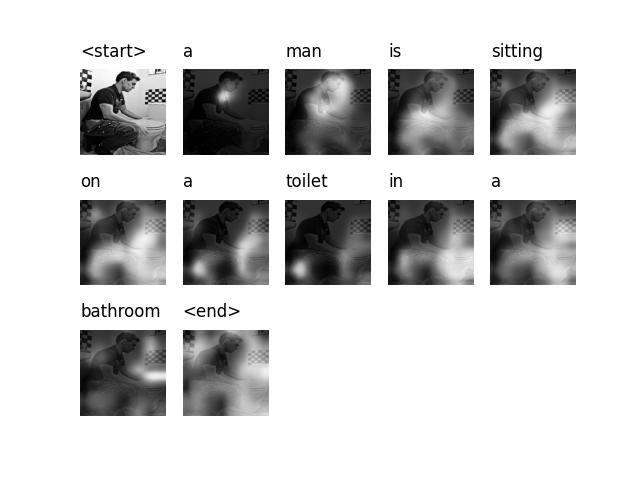 <start> a man is sitting
on a toilet in a
bathroom <end>